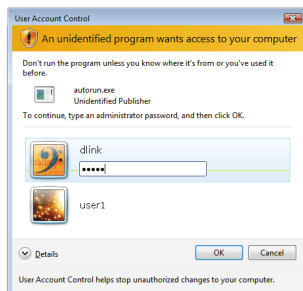 User Account Control
An unidentified program wants access to your computer
Don't run the program unless you know where it's from or you've used it
before.
autorun.exe
Unidentified Publisher
To continue, type an administrator password, and then click OK.
dlink
•••••
user1
Details
OK
Cancel
User Account Control helps stop unauthorized changes to your computer.